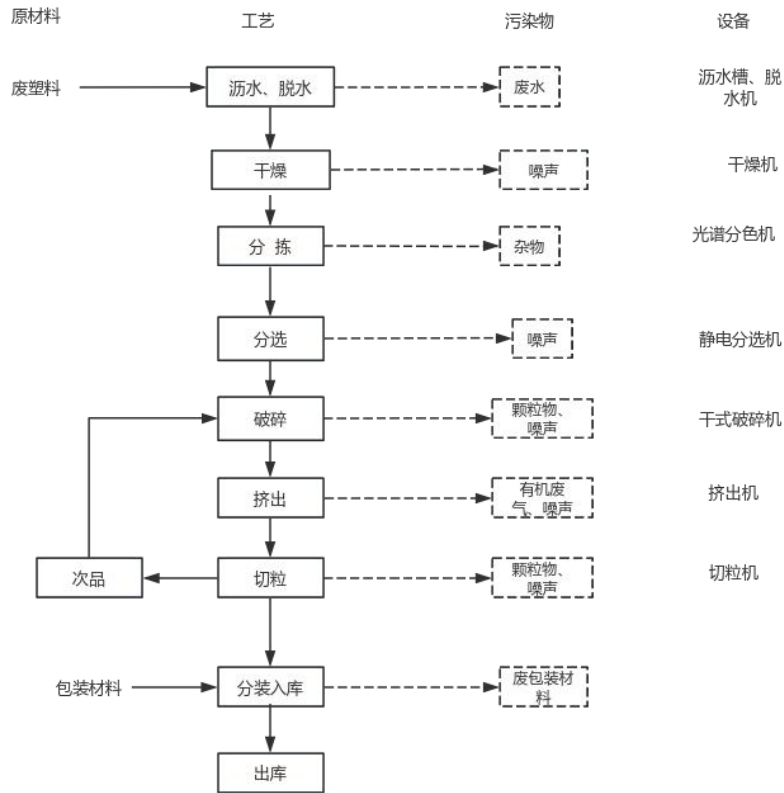 原材料 工艺 污染物 设备
废塑料 沥水、脱水 废水 沥水槽、脱
水机
干燥 噪声 干燥机
分 拣 杂物 光谱分色机
分选 噪声 静电分选机
破碎 颗粒物、
噪声 干式破碎机
挤出 有机废
气、噪声 挤出机
次品 切粒 颗粒物、
噪声 切粒机
包装材料 分装入库 废包装材
料
出库